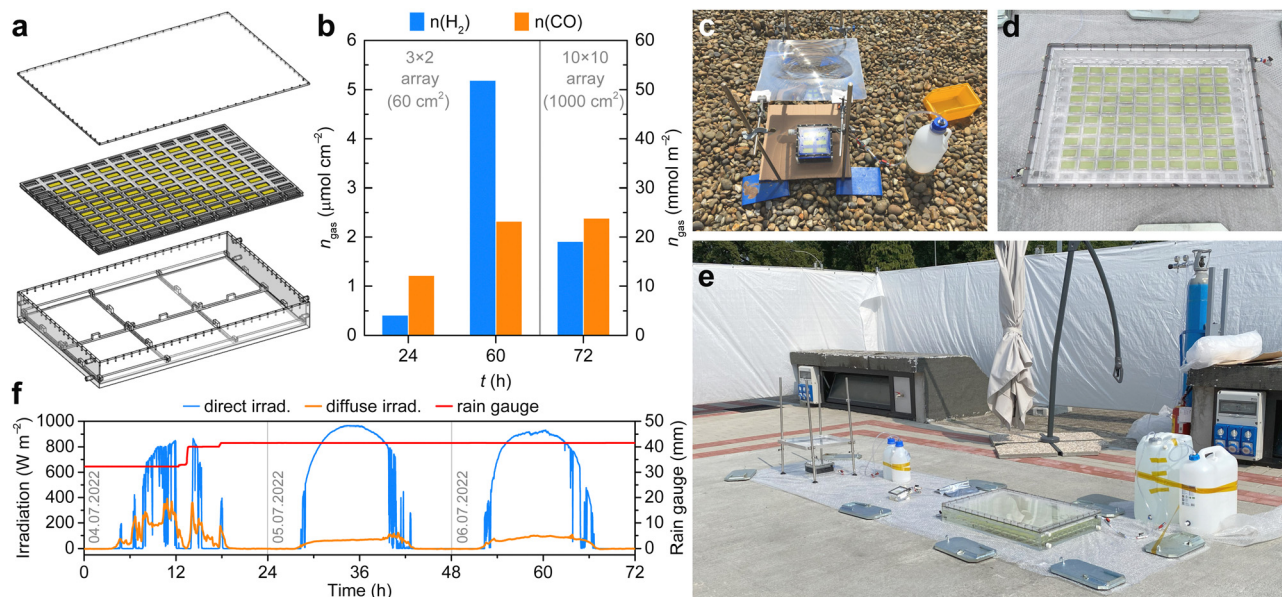 a
b
n(H₂)
n(CO)
6
5
4
3
2
1
0
60
50
40
30
20
10
0
3×2
array
(60 cm²)
10×10
array
(1000 cm²)
n_gas (μmol cm⁻²)
n_gas (mmol m⁻²)
24
60
72
t (h)
c
d
e
f
direct irrad.
diffuse irrad.
rain gauge
1000
800
600
400
200
0
50
40
30
20
10
0
Irradiation (W m⁻²)
Rain gauge (mm)
04.07.2022
05.07.2022
06.07.2022
0
12
24
36
48
60
72
Time (h)